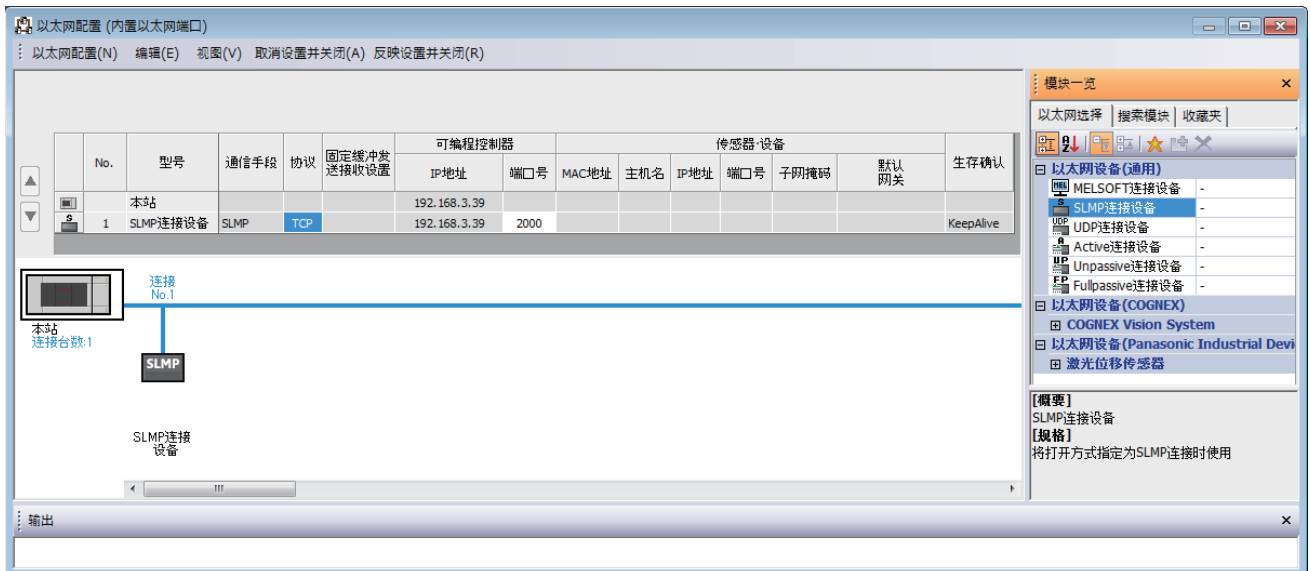 以太网配置 (内置以太网端口)
以太网配置(N) 编辑(E) 视图(V) 取消设置并关闭(A) 反映设置并关闭(R)
No. 型号 通信手段 协议 固定缓冲发送接收设置 可编程控制器 传感器·设备 生存确认
IP地址 端口号 MAC地址 主机名 IP地址 端口号 子网掩码 默认网关
本站 192.168.3.39
1 SLMP连接设备 SLMP TCP 192.168.3.39 2000 KeepAlive
连接
No.1
本站
连接台数:1
SLMP
SLMP连接
设备
模块一览
以太网选择 搜索模块 收藏夹
以太网设备(通用)
MELSOFT连接设备 -
SLMP连接设备 -
UDP连接设备 -
Active连接设备 -
Unpassive连接设备 -
Fullpassive连接设备 -
以太网设备(COGNEX)
COGNEX Vision System
以太网设备(Panasonic Industrial Devi
激光位移传感器
[概要]
SLMP连接设备
[规格]
将打开方式指定为SLMP连接时使用
输出